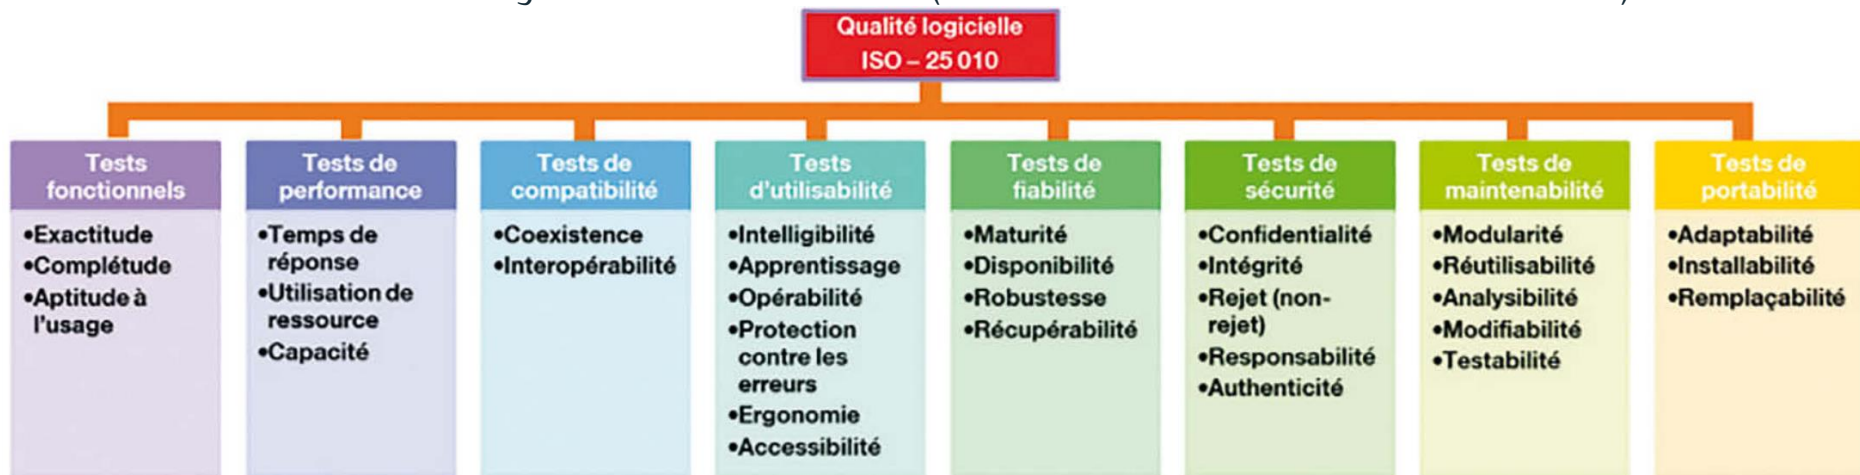 Qualité logicielle
ISO – 25 010
Tests
fonctionnels
•Exactitude
•Complétude
•Aptitude à
l'usage
Tests de
performance
•Temps de
réponse
•Utilisation de
ressource
•Capacité
Tests de
compatibilité
•Coexistence
•Interopérabilité
Tests
d'utilisabilité
•Intelligibilité
•Apprentissage
•Opérabilité
•Protection
contre les
erreurs
•Ergonomie
•Accessibilité
Tests de
fiabilité
•Maturité
•Disponibilité
•Robustesse
•Récupérabilité
Tests de
sécurité
•Confidentialité
•Intégrité
•Rejet (non-
rejet)
•Responsabilité
•Authenticité
Tests de
maintenabilité
•Modularité
•Réutilisabilité
•Analysibilité
•Modifiabilité
•Testabilité
Tests de
portabilité
•Adaptabilité
•Installabilité
•Remplaçabilité